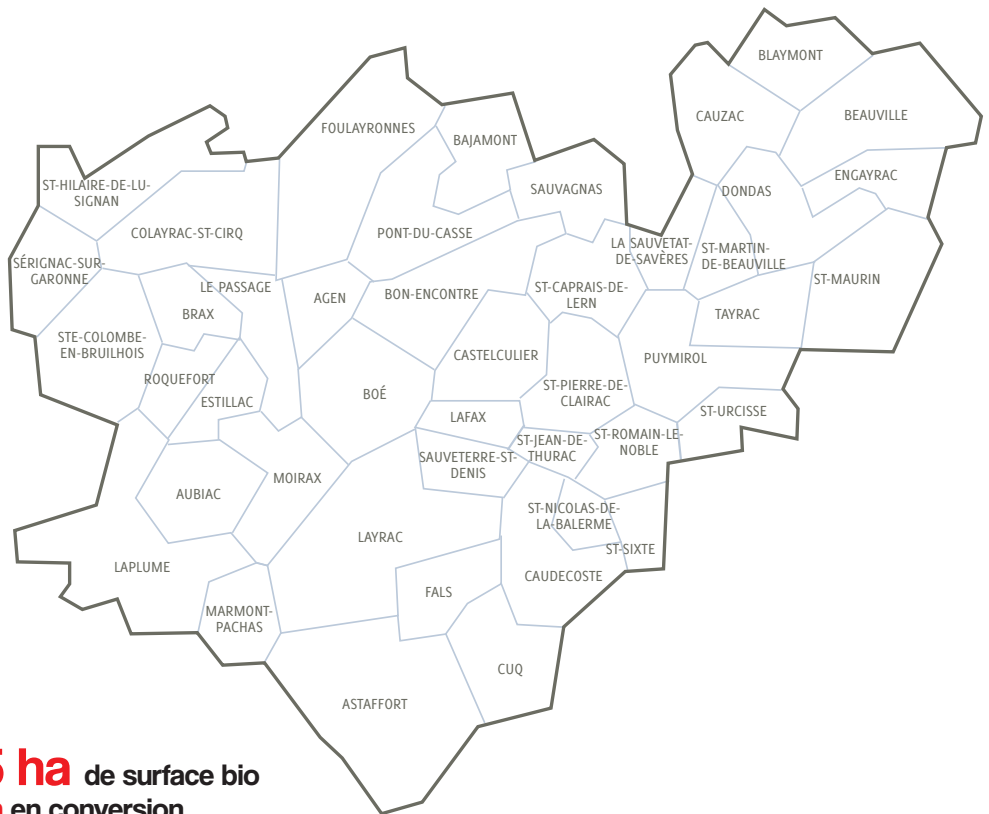 BLAYMONT
CAUZAC
BEAUVILLE
FOULAYRONNES
BAJAMONT
ENGAYRAC
ST-HILAIRE-DE-LU-
SIGNAN
SAUVAGNAS
DONDAS
COLAYRAC-ST-CIRQ
PONT-DU-CASSE
LA SAUVETAT-
DE-SAVÈRES
ST-MARTIN-
DE-BEAUVILLE
SÉRIGNAC-SUR-
GARONNE
ST-MAURIN
LE PASSAGE
AGEN
BON-ENCONTRE
ST-CAPRAIS-DE-
LERN
BRAX
TAYRAC
STE-COLOMBE-
EN-BRUILHOIS
CASTELCULIER
PUYMIROL
ROQUEFORT
ESTILLAC
BOÉ
ST-PIERRE-DE-
CLAIRAC
LAFAX
ST-URCISSE
ST-JEAN-DE-
THURAC
ST-ROMAIN-LE-
NOBLE
SAUVETERRE-ST-
DENIS
MOIRAX
AUBIAC
ST-NICOLAS-DE-
LA-BALERME
LAYRAC
ST-SIXTE
LAPLUME
CAUDECOSTE
FALS
MARMONT-
PACHAS
CUQ
ASTAFFORT
ha de surface bio
en conversion